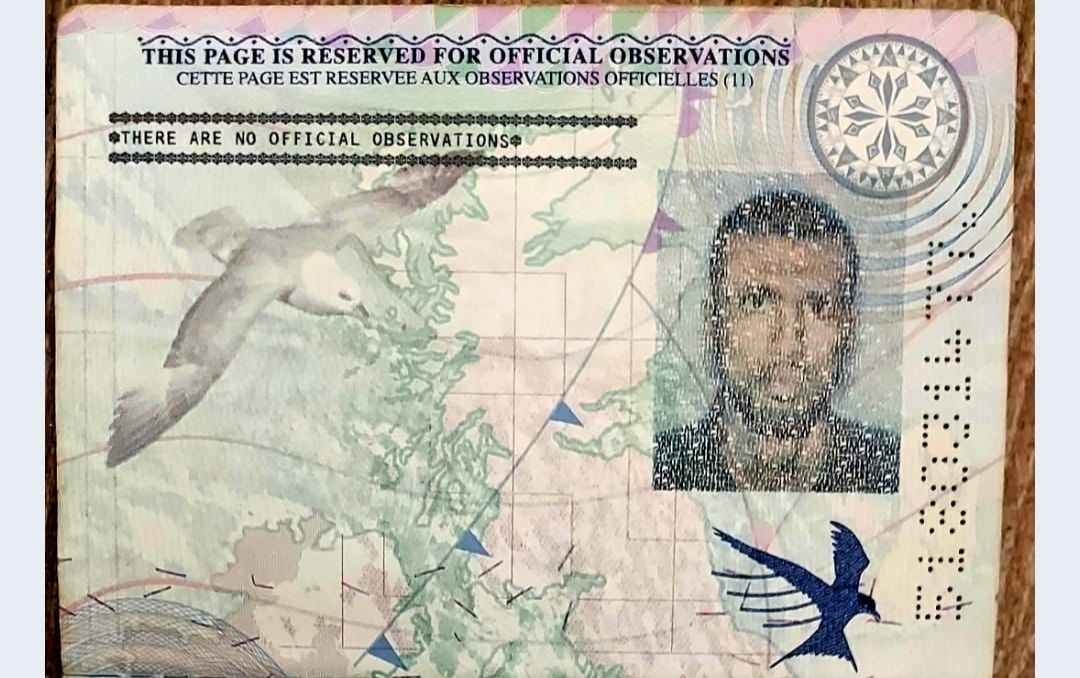 THIS PAGE IS RESERVED FOR OFFICIAL OBSERVATIONS
CETTE PAGE EST RESERVEE AUX OBSERVATIONS OFFICIELLES (11)
*THERE ARE NO OFFICIAL OBSERVATIONS*